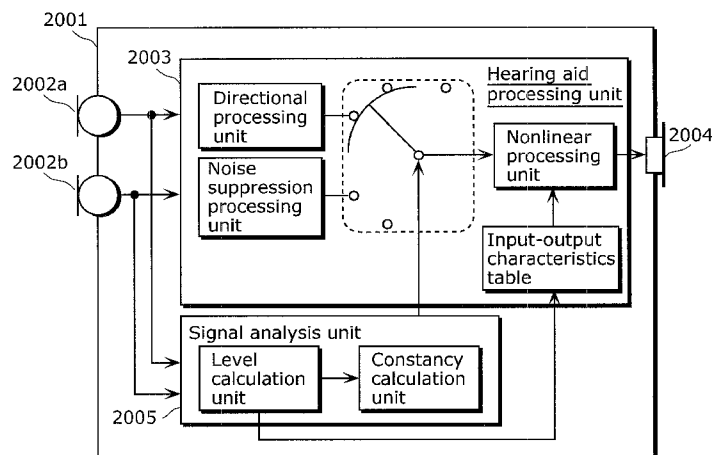 2001
2002a
2002b
2003
Directional
processing
unit
Noise
suppression
processing
unit
Hearing aid
processing unit
Nonlinear
processing
unit
2004
Input-output
characteristics
table
Signal analysis unit
Level
calculation
unit
Constancy
calculation
unit
2005